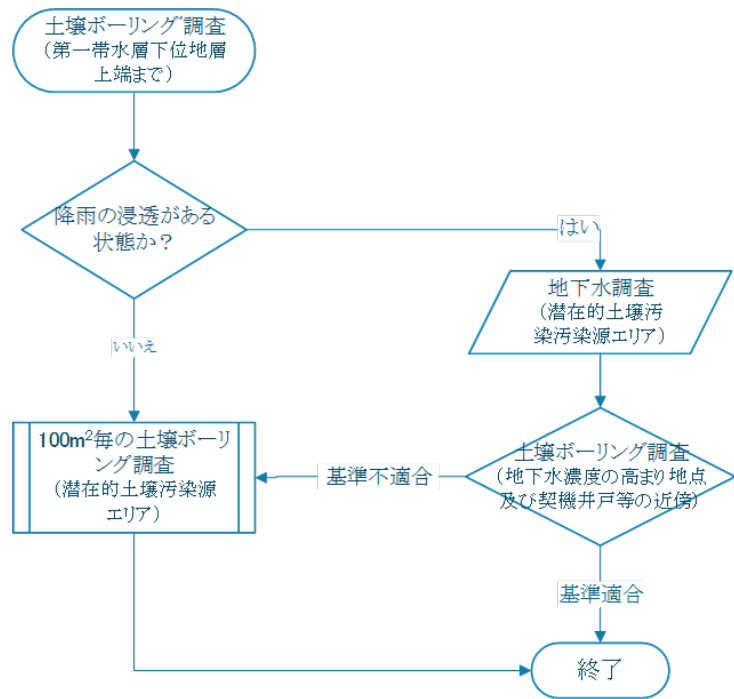 土壌ボーリング調査
（第一帯水層下位地層
上端まで）
降雨の浸透がある
状態か？
はい
地下水調査
（潜在的土壌汚
染汚染源エリア）
いいえ
100m²毎の土壌ボーリ
ング調査
（潜在的土壌汚染源
エリア）
基準不適合
土壌ボーリング調査
（地下水濃度の高まり地点
及び契機井戸等の近傍）
基準適合
終了